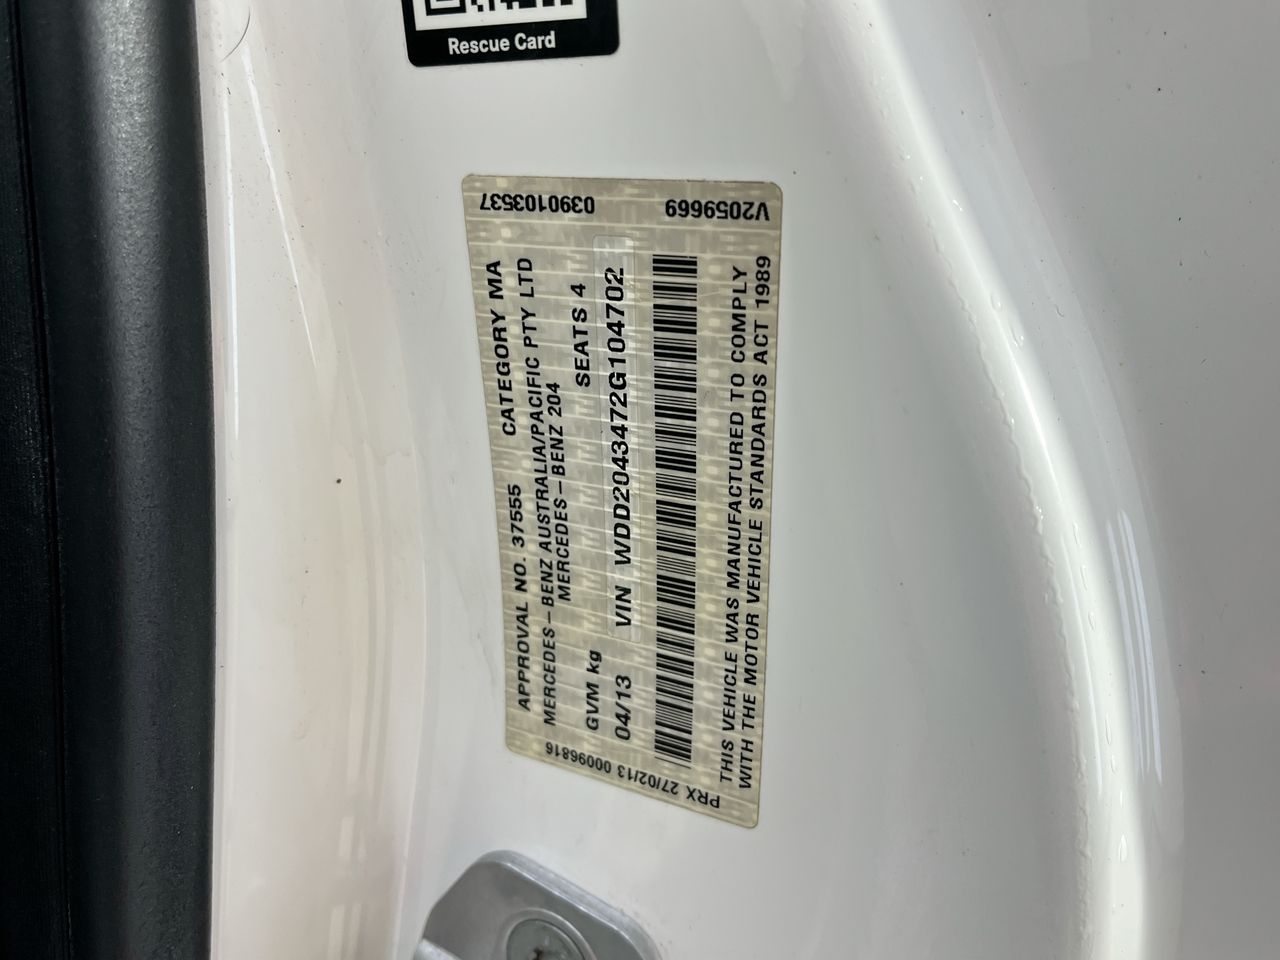 Rescue Card
0390103537
V2059669
APPROVAL NO. 37555 CATEGORY MA
MERCEDES-BENZ AUSTRALIA/PACIFIC PTY LTD
MERCEDES-BENZ 204
GVM kg SEATS 4
04/13 VIN WDD2043472G104702
THIS VEHICLE WAS MANUFACTURED TO COMPLY
WITH THE MOTOR VEHICLE STANDARDS ACT 1989
PRX 27/02/13 00096816